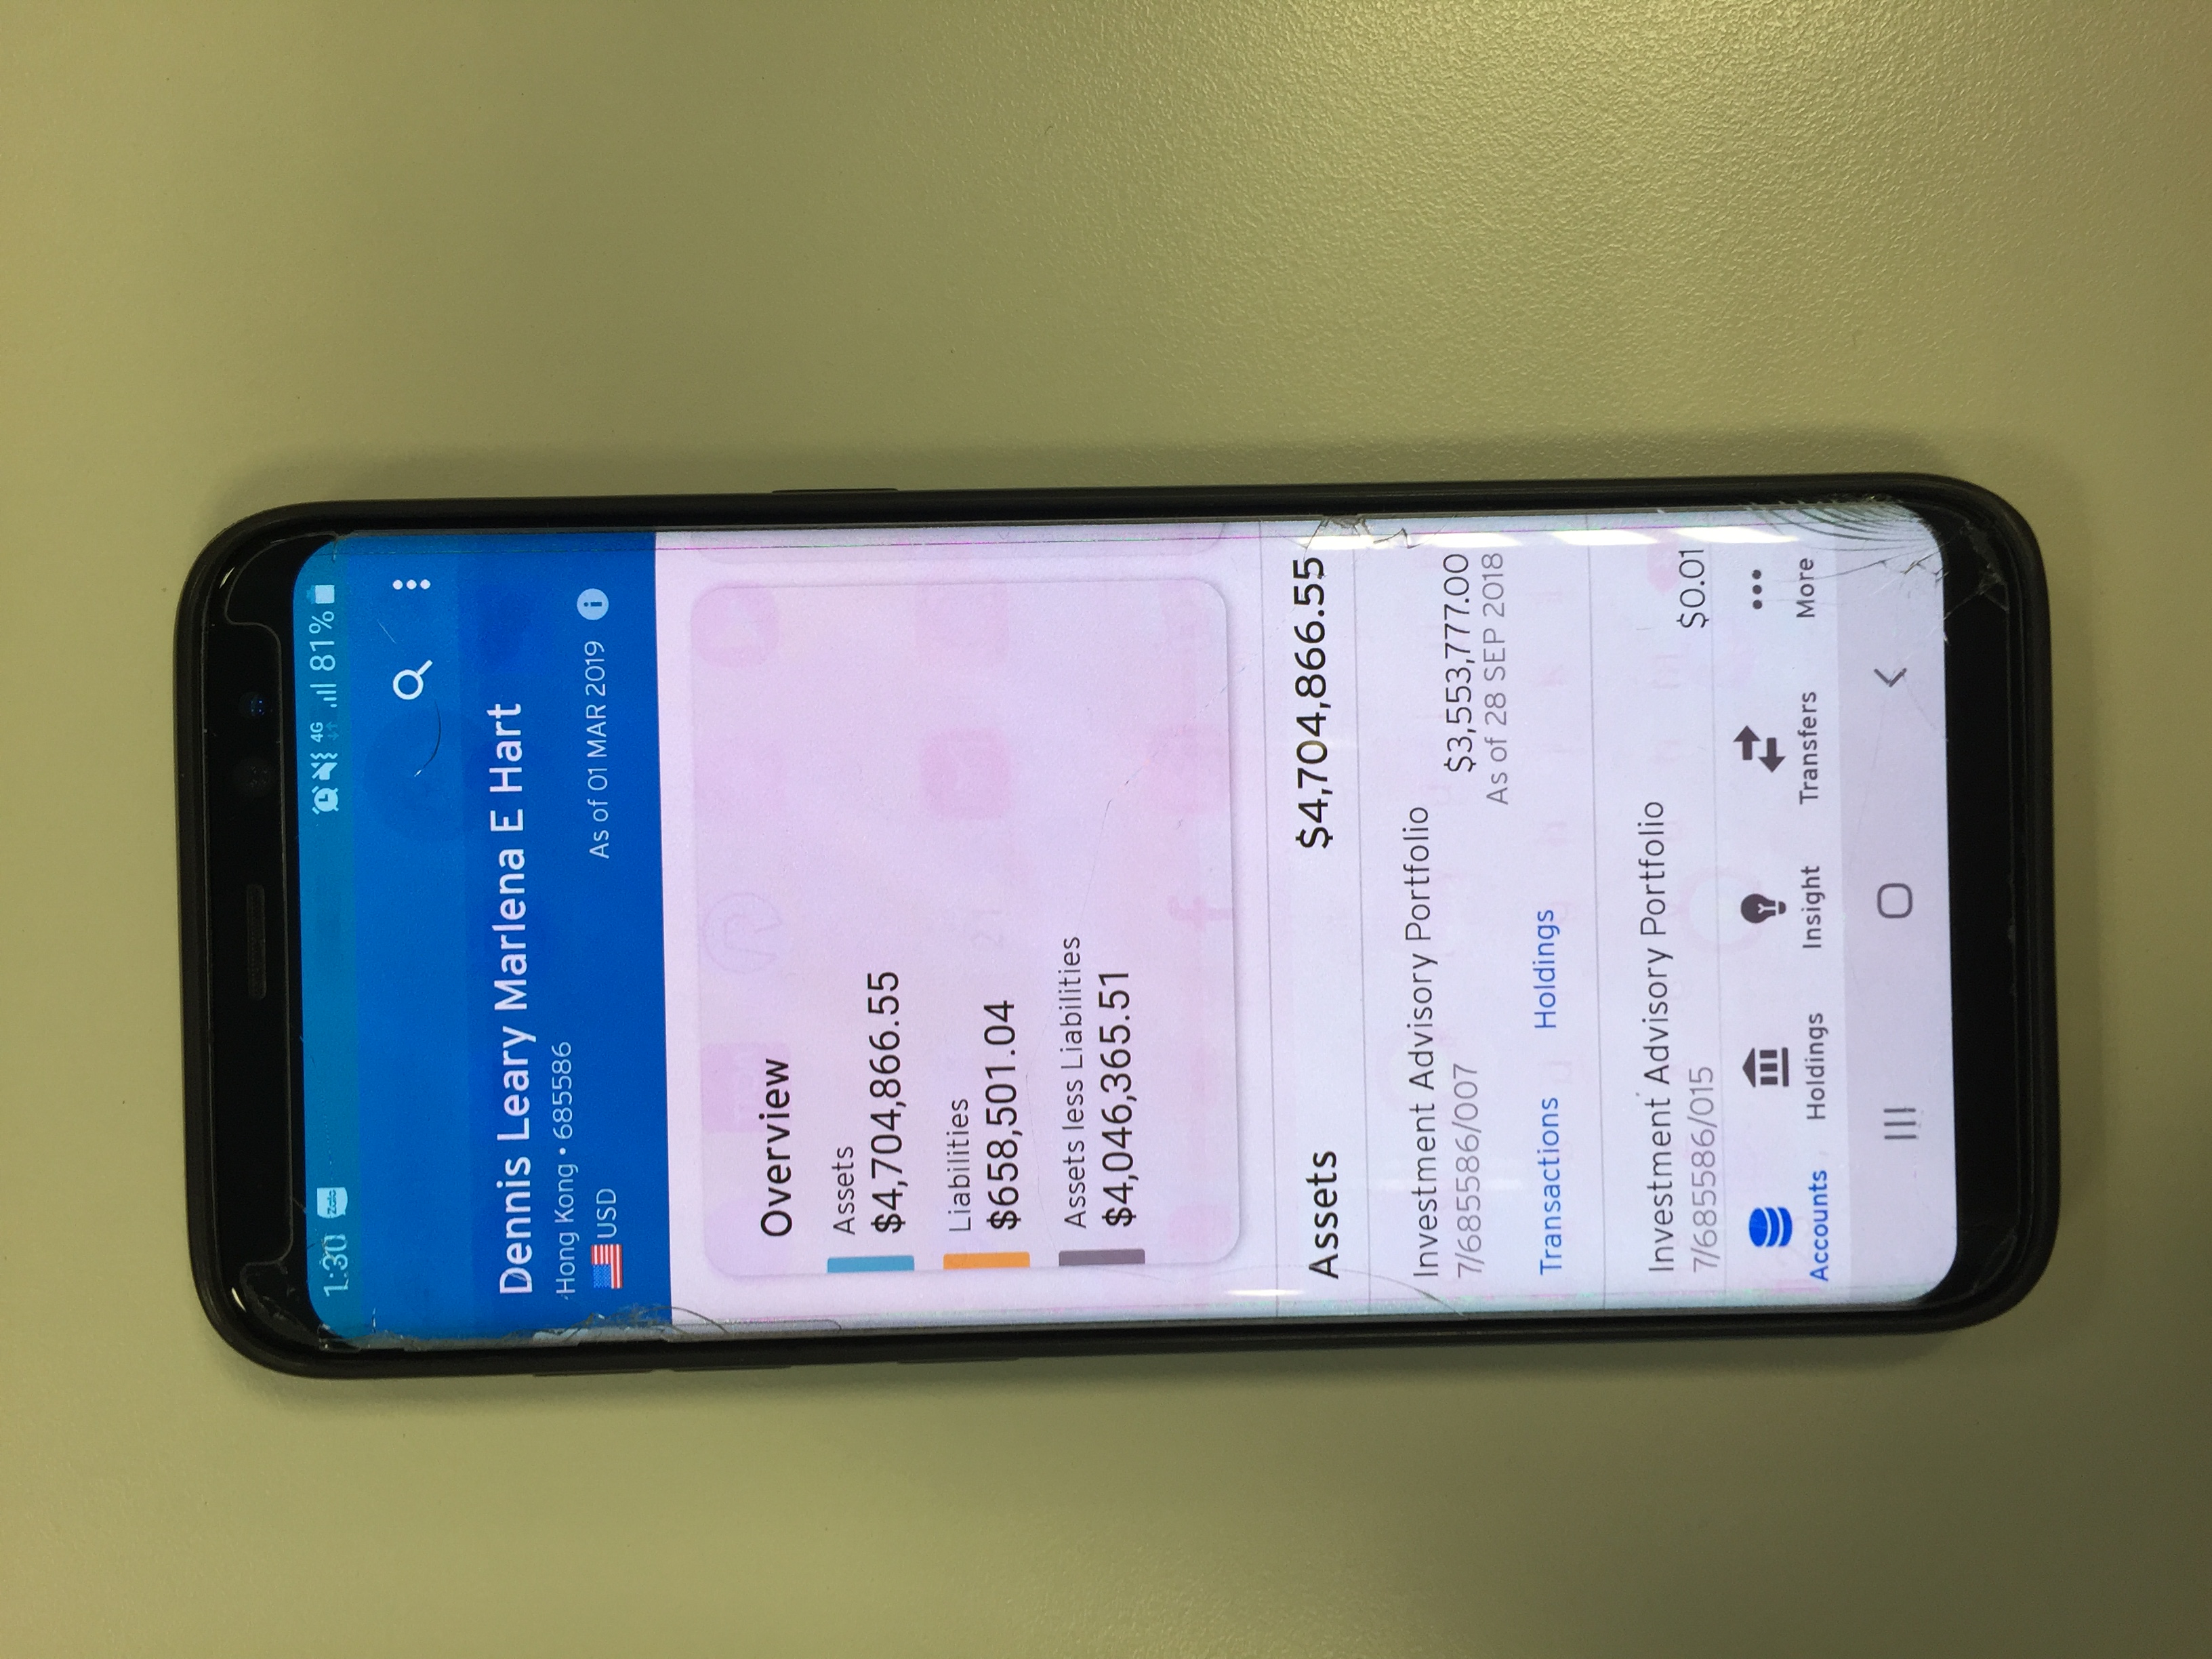 1:30 Zalo 4G 81%
Dennis Leary Marlena E Hart
Hong Kong • 685586
USD As of 01 MAR 2019
Overview
Assets
$4,704,866.55
Liabilities
$658,501.04
Assets less Liabilities
$4,046,365.51
Assets $4,704,866.55
Investment Advisory Portfolio
7/685586/007 $3,553,777.00
As of 28 SEP 2018
Transactions Holdings
Investment Advisory Portfolio
7/685586/015 $0.01
Accounts Holdings Insight Transfers More